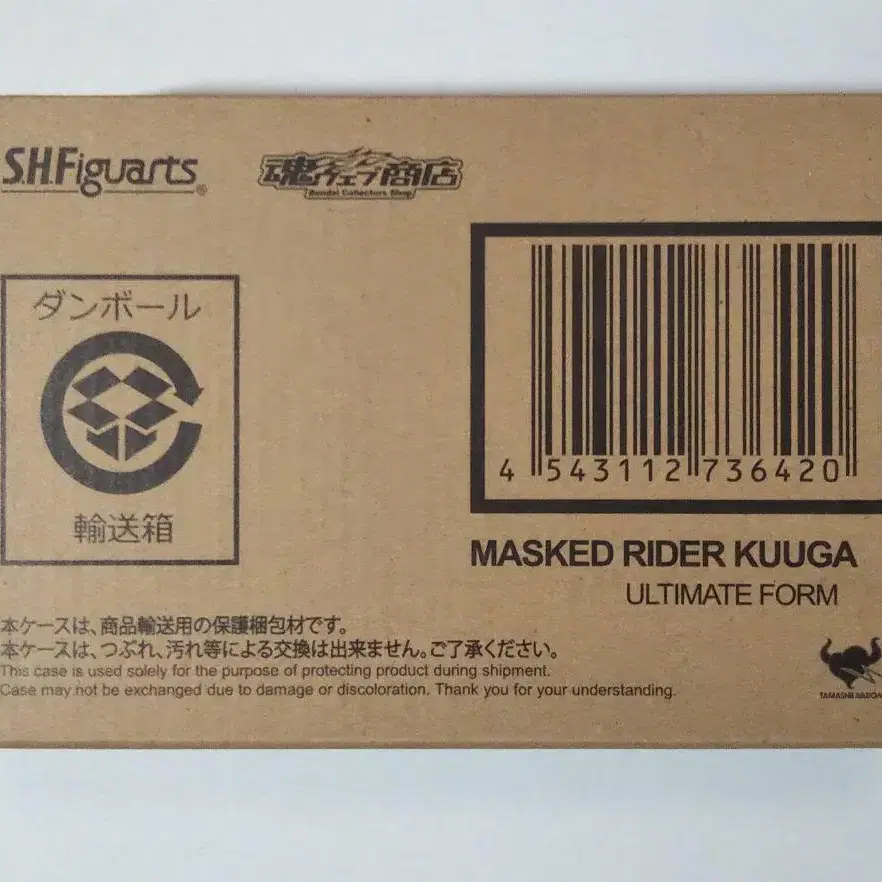 S.H.Figuarts®
魂ウェブ商店
Bandai Collectors Shop
ダンボール
輸送箱
4 543112 736420
MASKED RIDER KUUGA
ULTIMATE FORM
本ケースは、商品輸送用の保護梱包材です。
本ケースは、つぶれ、汚れ等による交換は出来ません。ご了承ください。
This case is used solely for the purpose of protecting product during shipment.
Case may not be exchanged due to damage or discoloration. Thank you for your understanding.
TAMASHII NATION